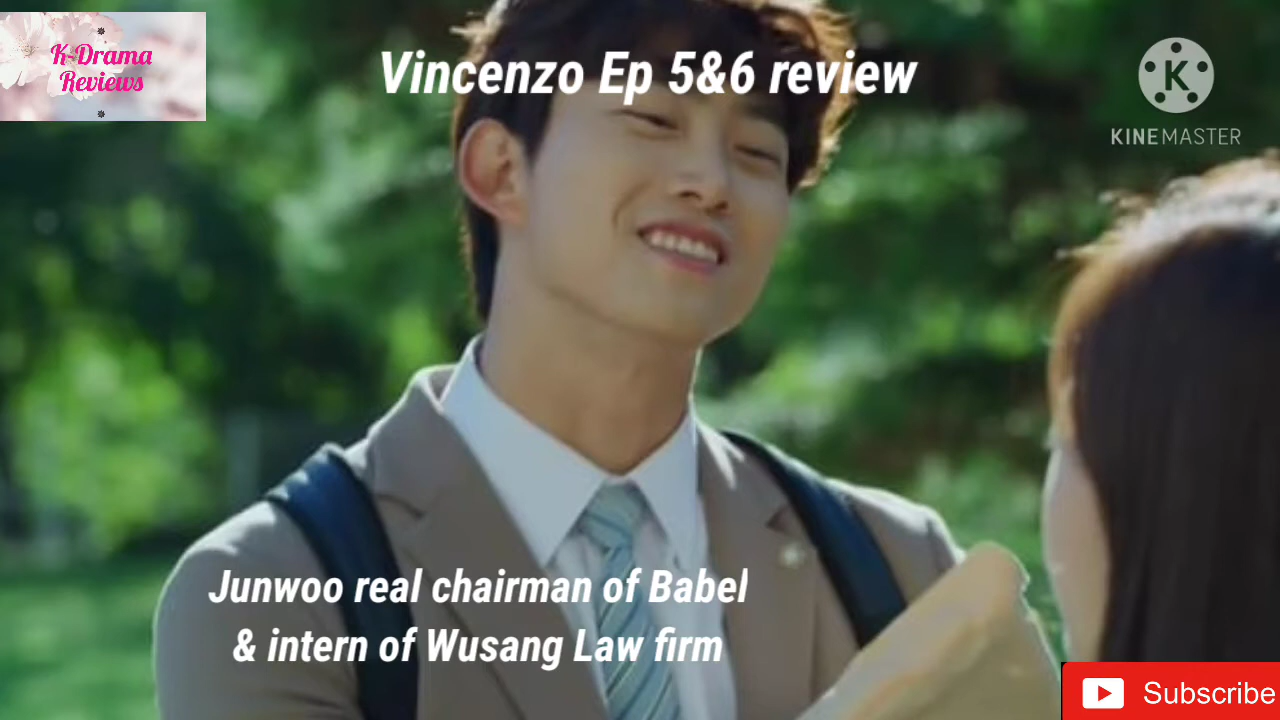 K-Drama
Reviews
Vincenzo Ep 5&6 review
K
KINEMASTER
Junwoo real chairman of Babel
& intern of Wusang Law firm
Subscribe